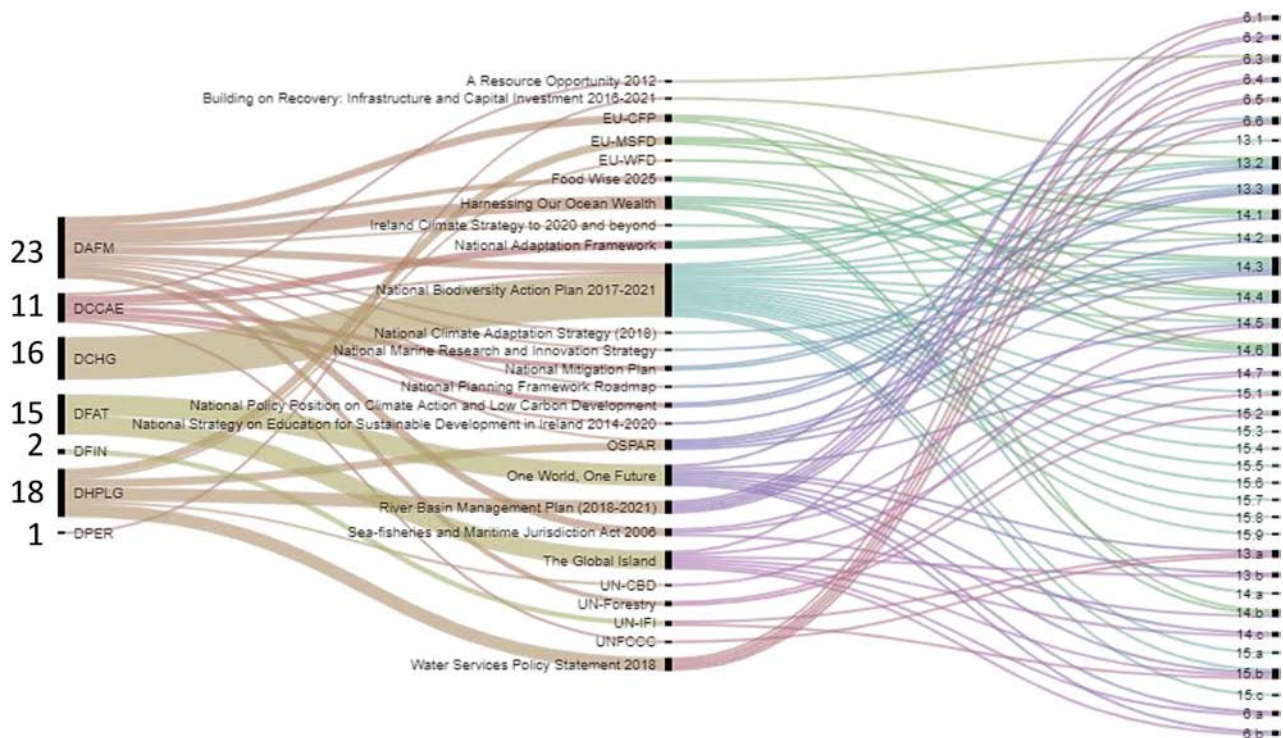 23
DAFM
11
DCCAE
16
DCHG
15
DFAT
2
DFIN
18
DHPLG
1
DPER
A Resource Opportunity 2012
Building on Recovery: Infrastructure and Capital Investment 2016-2021
EU-CFP
EU-MSFD
EU-WFD
Food Wise 2025
Harnessing Our Ocean Wealth
Ireland Climate Strategy to 2020 and beyond
National Adaptation Framework
National Biodiversity Action Plan 2017-2021
National Climate Adaptation Strategy (2018)
National Marine Research and Innovation Strategy
National Mitigation Plan
National Planning Framework Roadmap
National Policy Position on Climate Action and Low Carbon Development
National Strategy on Education for Sustainable Development in Ireland 2014-2020
OSPAR
One World, One Future
River Basin Management Plan (2018-2021)
Sea-fisheries and Maritime Jurisdiction Act 2006
The Global Island
UN-CBD
UN-Forestry
UN-IFI
UNFCCC
Water Services Policy Statement 2018
6.1
6.2
6.3
6.4
6.5
6.6
13.1
13.2
13.3
14.1
14.2
14.3
14.4
14.5
14.6
14.7
15.1
15.2
15.3
15.4
15.5
15.6
15.7
15.8
15.9
13.a
13.b
14.a
14.b
14.c
15.a
15.b
15.c
6.a
6.b